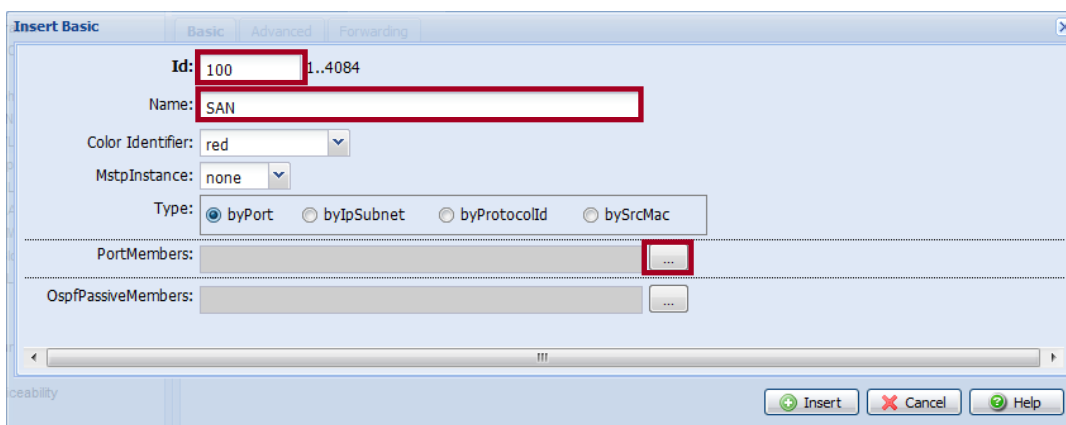 Insert Basic
Basic
Advanced
Forwarding
Id: 100 1..4084
Name: SAN
Color Identifier: red
MstpInstance: none
Type: byPort byIpSubnet byProtocolId bySrcMac
PortMembers: ...
OspfPassiveMembers: ...
ceability
Insert Cancel Help